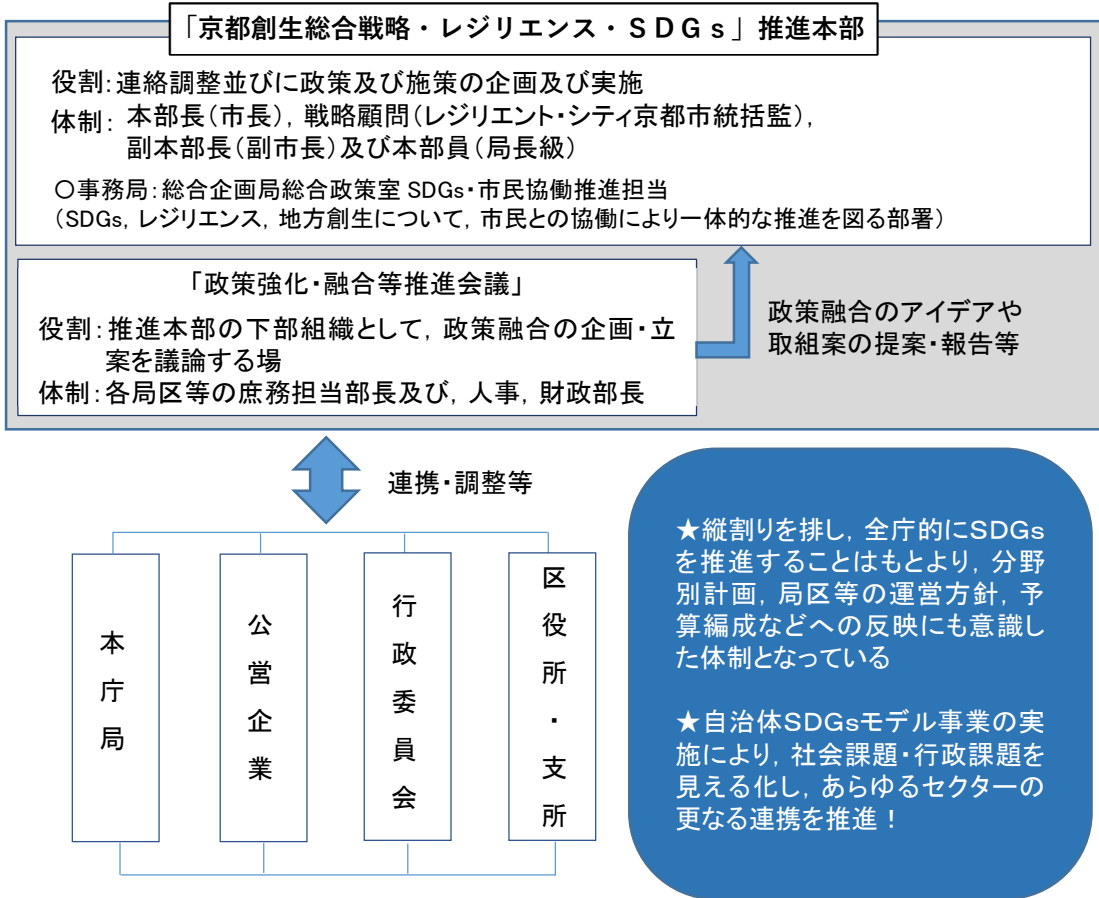 「京都創生総合戦略・レジリエンス・ＳＤＧｓ」推進本部
役割：連絡調整並びに政策及び施策の企画及び実施
体制：本部長（市長），戦略顧問（レジリエント・シティ京都市統括監），
副本部長（副市長）及び本部員（局長級）
〇事務局：総合企画局総合政策室 SDGs・市民協働推進担当
（SDGs，レジリエンス，地方創生について，市民との協働により一体的な推進を図る部署）
「政策強化・融合等推進会議」
役割：推進本部の下部組織として，政策融合の企画・立
案を議論する場
体制：各局区等の庶務担当部長及び，人事，財政部長
政策融合のアイデアや
取組案の提案・報告等
連携・調整等
本庁局
公営企業
行政委員会
区役所・支所
★縦割りを排し，全庁的にＳＤＧｓ
を推進することはもとより，分野
別計画，局区等の運営方針，予
算編成などへの反映にも意識し
た体制となっている
★自治体SDGsモデル事業の実
施により，社会課題・行政課題を
見える化し，あらゆるセクターの
更なる連携を推進！